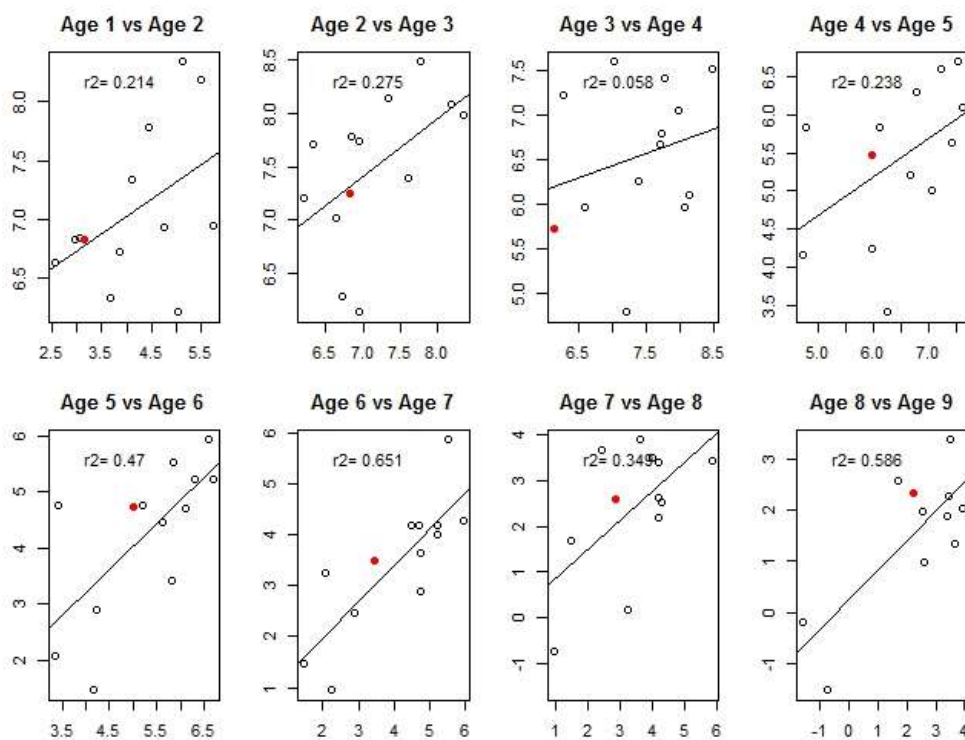 Age 1 vs Age 2
Age 2 vs Age 3
Age 3 vs Age 4
Age 4 vs Age 5
r2= 0.214
r2= 0.275
r2= 0.058
r2= 0.238
8.0
7.5
7.0
6.5
2.5 3.5 4.5 5.5
8.5
8.0
7.5
7.0
6.5
6.5 7.0 8.0
7.5
7.0
6.5
6.0
5.5
5.0
6.5 7.5 8.5
6.5
6.0
5.5
5.0
4.5
4.0
3.5
5.0 6.0 7.0
Age 5 vs Age 6
Age 6 vs Age 7
Age 7 vs Age 8
Age 8 vs Age 9
r2= 0.47
r2= 0.651
r2= 0.349
r2= 0.586
6
5
4
3
2
3.5 4.5 5.5 6.5
6
5
4
3
2
1
2 3 4 5 6
4
3
2
1
0
-1
1 2 3 4 5 6
3
2
1
0
-1
-1 0 1 2 3 4